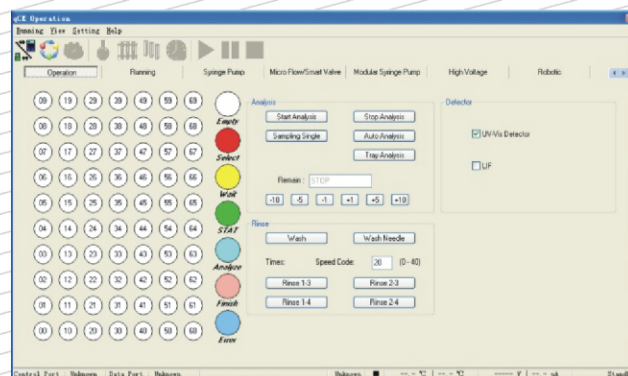 qCE Operation
Running View Setting Help
Operation Running Syringe Pump Micro Flow/Smart Valve Modular Syringe Pump High Voltage Robotic
09 19 29 39 49 59 69
Empty
08 18 28 38 48 58 68
Select
07 17 27 37 47 57 67
Wait
06 16 26 36 46 56 66
STAT
05 15 25 35 45 55 65
Analyze
04 14 24 34 44 54 64
Finish
03 13 23 33 43 53 63
Error
02 12 22 32 42 52 62
01 11 21 31 41 51 61
00 10 20 30 40 50 60
Analysis
Start Analysis Stop Analysis
Sampling Single Auto Analysis
Tray Analysis
Remain : STOP
-10 -5 -1 +1 +5 +10
Rinse
Wash Wash Needle
Times: Speed Code: 20 (0~40)
Rinse 1-3 Rinse 2-3
Rinse 1-4 Rinse 2-4
Detector
UV-Vis Detector
LIF
Control Port : Unknown Data Port : Unknown Unknown --.- ℃ --.- ℃ ----- V --.- uA